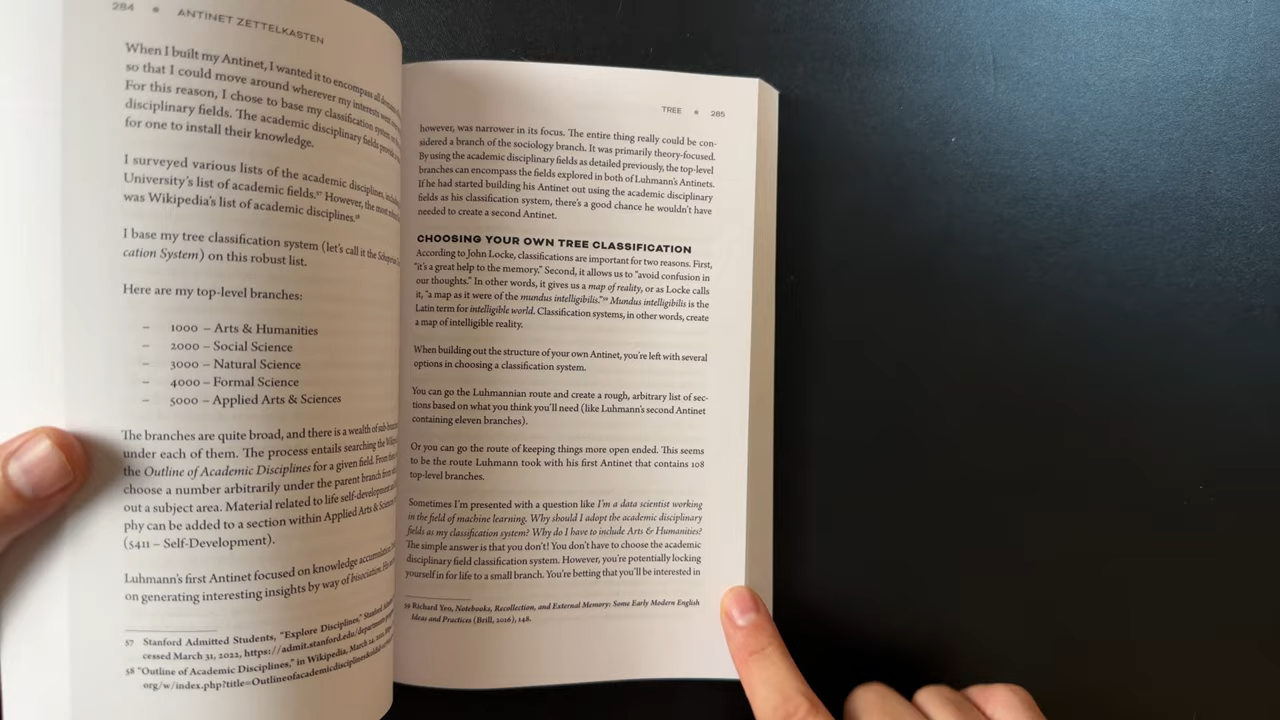 284 • ANTINET ZETTELKASTEN
When I built my Antinet, I wanted it to encompass all
so that I could move around wherever my interests
For this reason, I chose to base my classification system
disciplinary fields. The academic disciplinary fields
for one to install their knowledge.
I surveyed various lists of the academic disciplines,
University's list of academic fields.57 However, the most
was Wikipedia's list of academic disciplines.58
I base my tree classification system (let's call it the
cation System) on this robust list.
Here are my top-level branches:
– 1000 – Arts & Humanities
– 2000 – Social Science
– 3000 – Natural Science
– 4000 – Formal Science
– 5000 – Applied Arts & Sciences
The branches are quite broad, and there is a wealth of
under each of them. The process entails searching the
the Outline of Academic Disciplines for a given field. From
choose a number arbitrarily under the parent branch
out a subject area. Material related to life self-development
phy can be added to a section within Applied Arts &
(5411 – Self-Development).
Luhmann's first Antinet focused on knowledge accumulation
on generating interesting insights by way of bisociation.
57 Stanford Admitted Students, "Explore Disciplines," Stanford
cessed March 31, 2022, https://admit.stanford.edu/
58 "Outline of Academic Disciplines," in Wikipedia, March
org/w/index.php?title=Outlineofacademicdisciplines
TREE • 285
however, was narrower in its focus. The entire thing really could be con-
sidered a branch of the sociology branch. It was primarily theory-focused.
By using the academic disciplinary fields as detailed previously, the top-level
branches can encompass the fields explored in both of Luhmann's Antinets.
If he had started building his Antinet out using the academic disciplinary
fields as his classification system, there's a good chance he wouldn't have
needed to create a second Antinet.
CHOOSING YOUR OWN TREE CLASSIFICATION
According to John Locke, classifications are important for two reasons. First,
"it's a great help to the memory." Second, it allows us to "avoid confusion in
our thoughts." In other words, it gives us a map of reality, or as Locke calls
it, "a map as it were of the mundus intelligibilis."59 Mundus intelligibilis is the
Latin term for intelligible world. Classification systems, in other words, create
a map of intelligible reality.
When building out the structure of your own Antinet, you're left with several
options in choosing a classification system.
You can go the Luhmannian route and create a rough, arbitrary list of sec-
tions based on what you think you'll need (like Luhmann's second Antinet
containing eleven branches).
Or you can go the route of keeping things more open ended. This seems
to be the route Luhmann took with his first Antinet that contains 108
top-level branches.
Sometimes I'm presented with a question like I'm a data scientist working
in the field of machine learning. Why should I adopt the academic disciplinary
fields as my classification system? Why do I have to include Arts & Humanities?
The simple answer is that you don't! You don't have to choose the academic
disciplinary field classification system. However, you're potentially locking
yourself in for life to a small branch. You're betting that you'll be interested in
59 Richard Yeo, Notebooks, Recollection, and External Memory: Some Early Modern English
Ideas and Practices (Brill, 2016), 148.